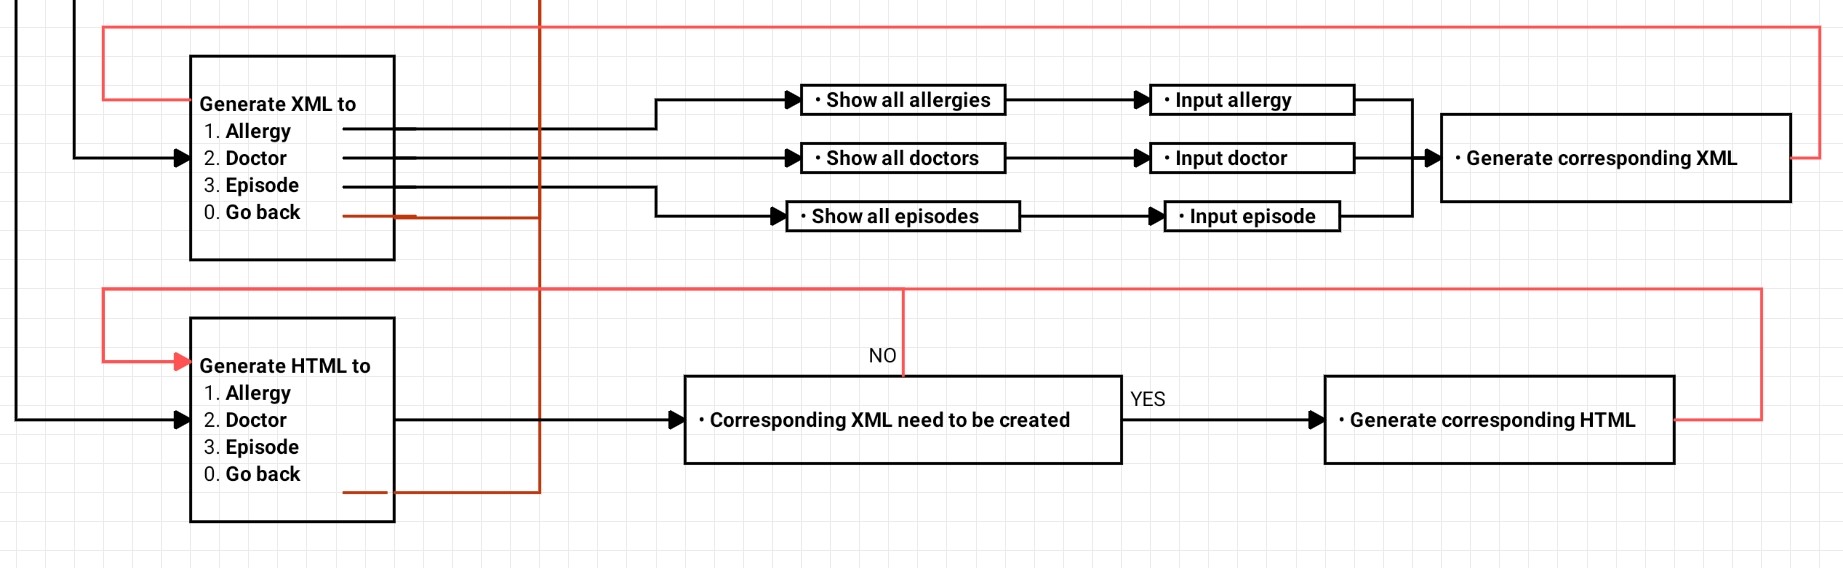 Generate XML to
1. Allergy
2. Doctor
3. Episode
0. Go back
· Show all allergies
· Input allergy
· Show all doctors
· Input doctor
· Show all episodes
· Input episode
· Generate corresponding XML
Generate HTML to
1. Allergy
2. Doctor
3. Episode
0. Go back
NO
· Corresponding XML need to be created
YES
· Generate corresponding HTML